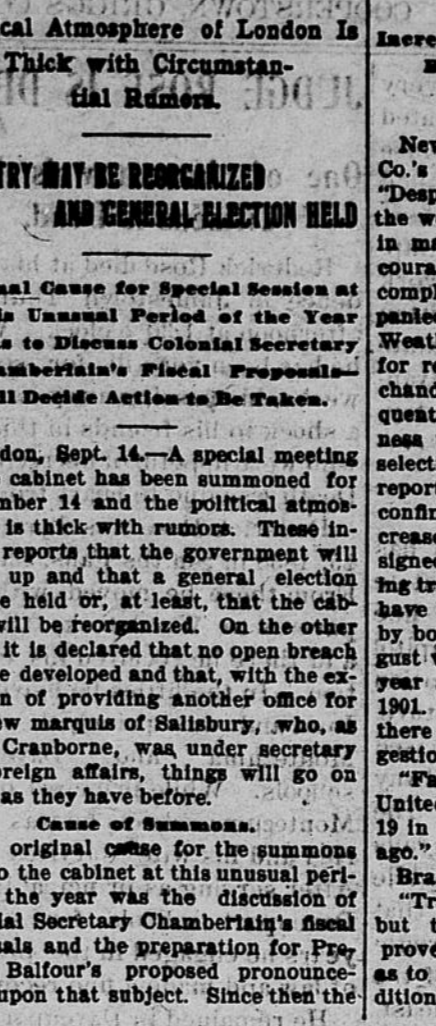 cal Atmosphere of London Is
Thick with Circumstan-
tial Rumors.
TRY MAY BE REORGANIZED
AND GENERAL ELECTION HELD
nal Cause for Special Session at
is Unusual Period of the Year
s to Discuss Colonial Secretary
amberlain's Fiscal Proposals—
ll Decide Action to Be Taken.
don, Sept. 14.—A special meeting
cabinet has been summoned for
mber 14 and the political atmos-
is thick with rumors. These in-
reports that the government will
up and that a general election
e held or, at least, that the cab-
will be reorganized. On the other
it is declared that no open breach
e developed and that, with the ex-
n of providing another office for
ew marquis of Salisbury, who, as
Cranborne, was under secretary
oreign affairs, things will go on
as they have before.
Cause of Summons.
original cause for the summons
o the cabinet at this unusual peri-
the year was the discussion of
ial Secretary Chamberlain's fiscal
sals and the preparation for Pre-
Balfour's proposed pronounce-
upon that subject. Since then the
Incre
Nev
Co.'s
"Desp
the w
in ma
coura
compl
panied
Weath
for re
chand
quent
ness
select
report
confir
crease
signed
ing tr
have
by bo
gust
year
1901.
there
gestio
"Fa
United
19 in
ago."
Bra
"Tr
but t
prove
as to
dition